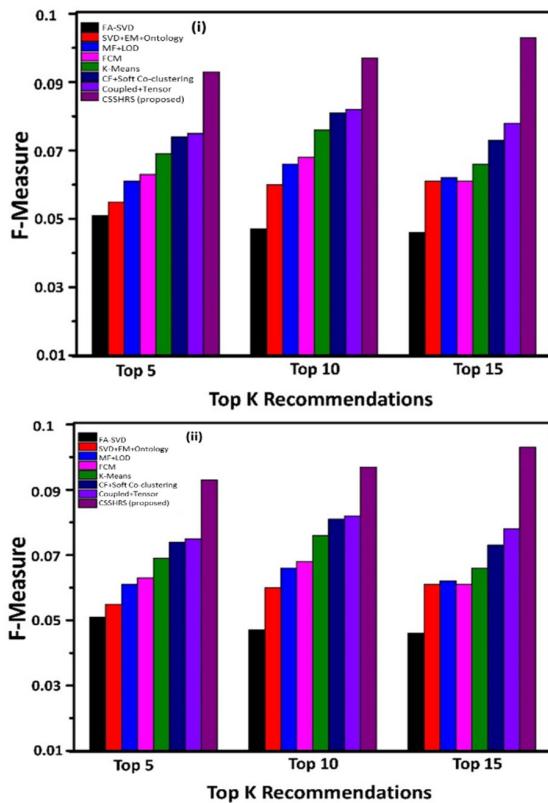 (i)
FA-SVD
SVD+EM+Ontology
MF+LOD
FCM
K-Means
CF+Soft Co-clustering
Coupled+Tensor
CSSHRS (proposed)
0.1
0.09
0.07
0.05
0.03
0.01
F-Measure
Top 5 Top 10 Top 15
Top K Recommendations
(ii)
FA-SVD
SVD+EM+Ontology
MF+LOD
FCM
K-Means
CF+Soft Co-clustering
Coupled+Tensor
CSSHRS (proposed)
0.1
0.09
0.07
0.05
0.03
0.01
F-Measure
Top 5 Top 10 Top 15
Top K Recommendations